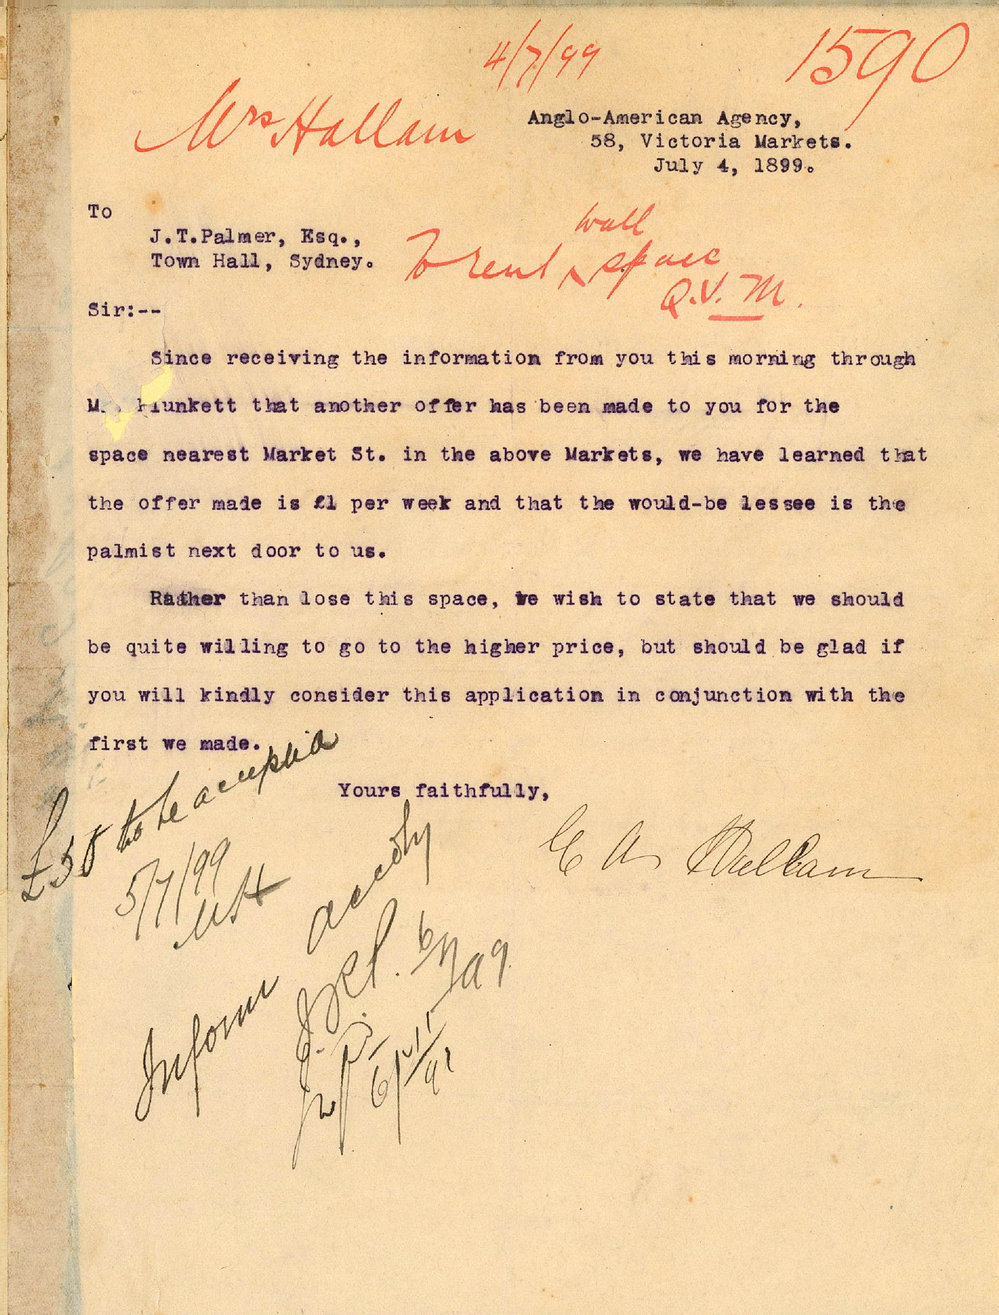 4/7/99
1590
Mrs Hallam
Anglo-American Agency,
58, Victoria Markets.
July 4, 1899.
To
J.T.Palmer, Esq.,
Town Hall, Sydney.
To rent wall space
Q.V.M.
Sir:--
Since receiving the information from you this morning through
Mr. Plunkett that another offer has been made to you for the
space nearest Market St. in the above Markets, we have learned that
the offer made is £1 per week and that the would-be lessee is the
palmist next door to us.
Rather than lose this space, we wish to state that we should
be quite willing to go to the higher price, but should be glad if
you will kindly consider this application in conjunction with the
first we made.
Yours faithfully,
C A Hallam
to be accepted
5/7/99
Inform accdly